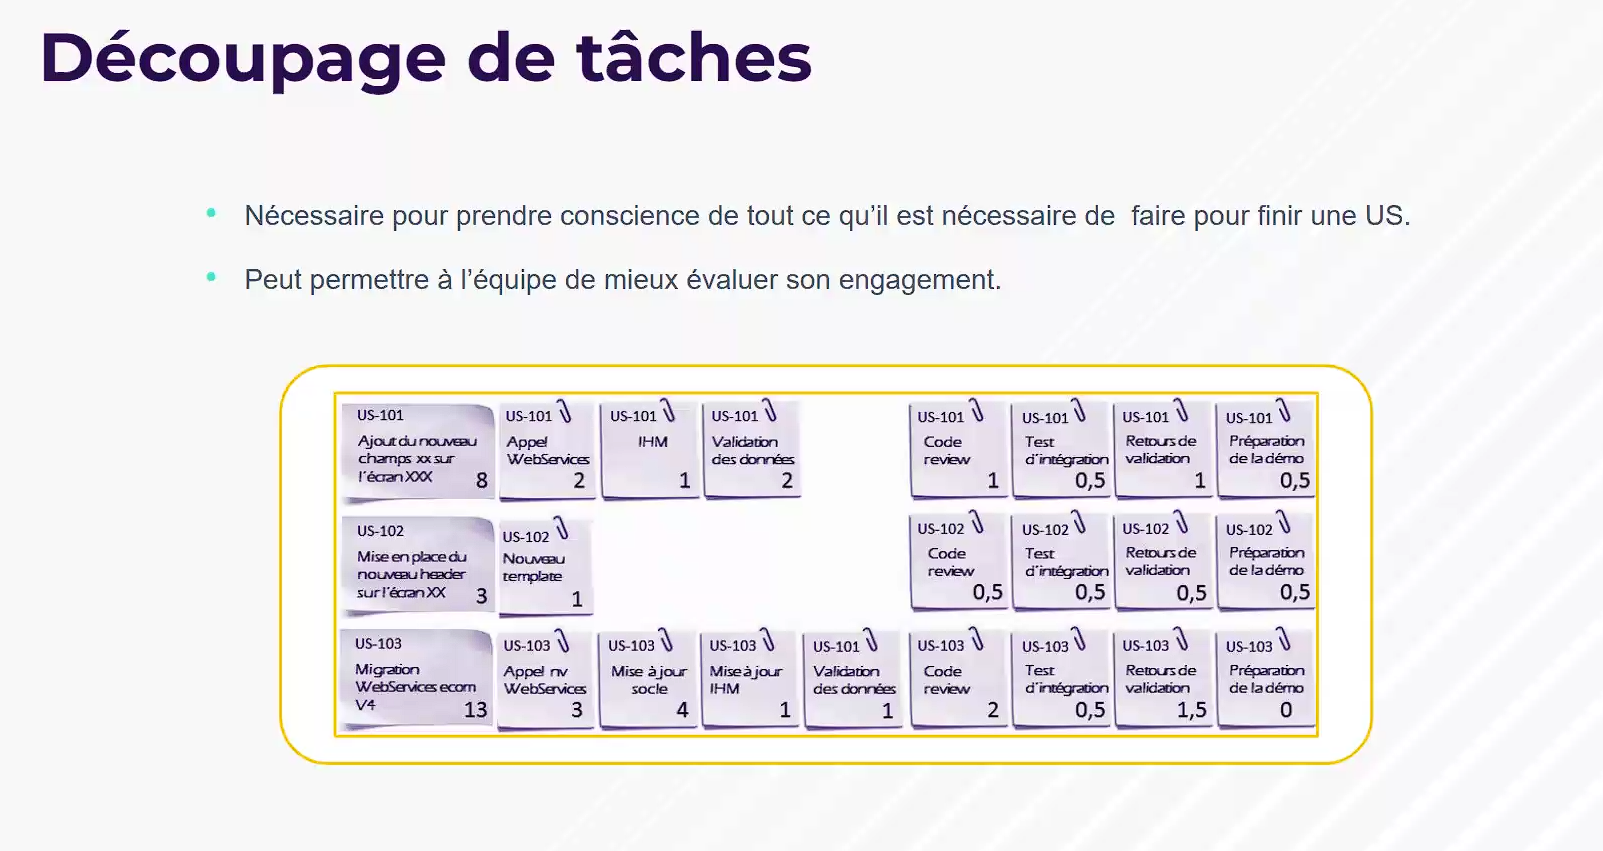 Découpage de tâches
• Nécessaire pour prendre conscience de tout ce qu’il est nécessaire de faire pour finir une US.
• Peut permettre à l’équipe de mieux évaluer son engagement.
US-101
Ajout du nouveau
champs xx sur
l'écran XXX
8
US-101
Appel
WebServices
2
US-101
IHM
1
US-101
Validation
des données
2
US-101
Code
review
1
US-101
Test
d'intégration
0,5
US-101
Retours de
validation
1
US-101
Préparation
de la démo
0,5
US-102
Mise en place du
nouveau header
sur l'écran XX
3
US-102
Nouveau
template
1
US-102
Code
review
0,5
US-102
Test
d'intégration
0,5
US-102
Retours de
validation
0,5
US-102
Préparation
de la démo
0,5
US-103
Migration
WebServices ecom
V4
13
US-103
Appel nv
WebServices
3
US-103
Mise à jour
socle
4
US-103
Mise à jour
IHM
1
US-101
Validation
des données
1
US-103
Code
review
2
US-103
Test
d'intégration
0,5
US-103
Retours de
validation
1,5
US-103
Préparation
de la démo
0